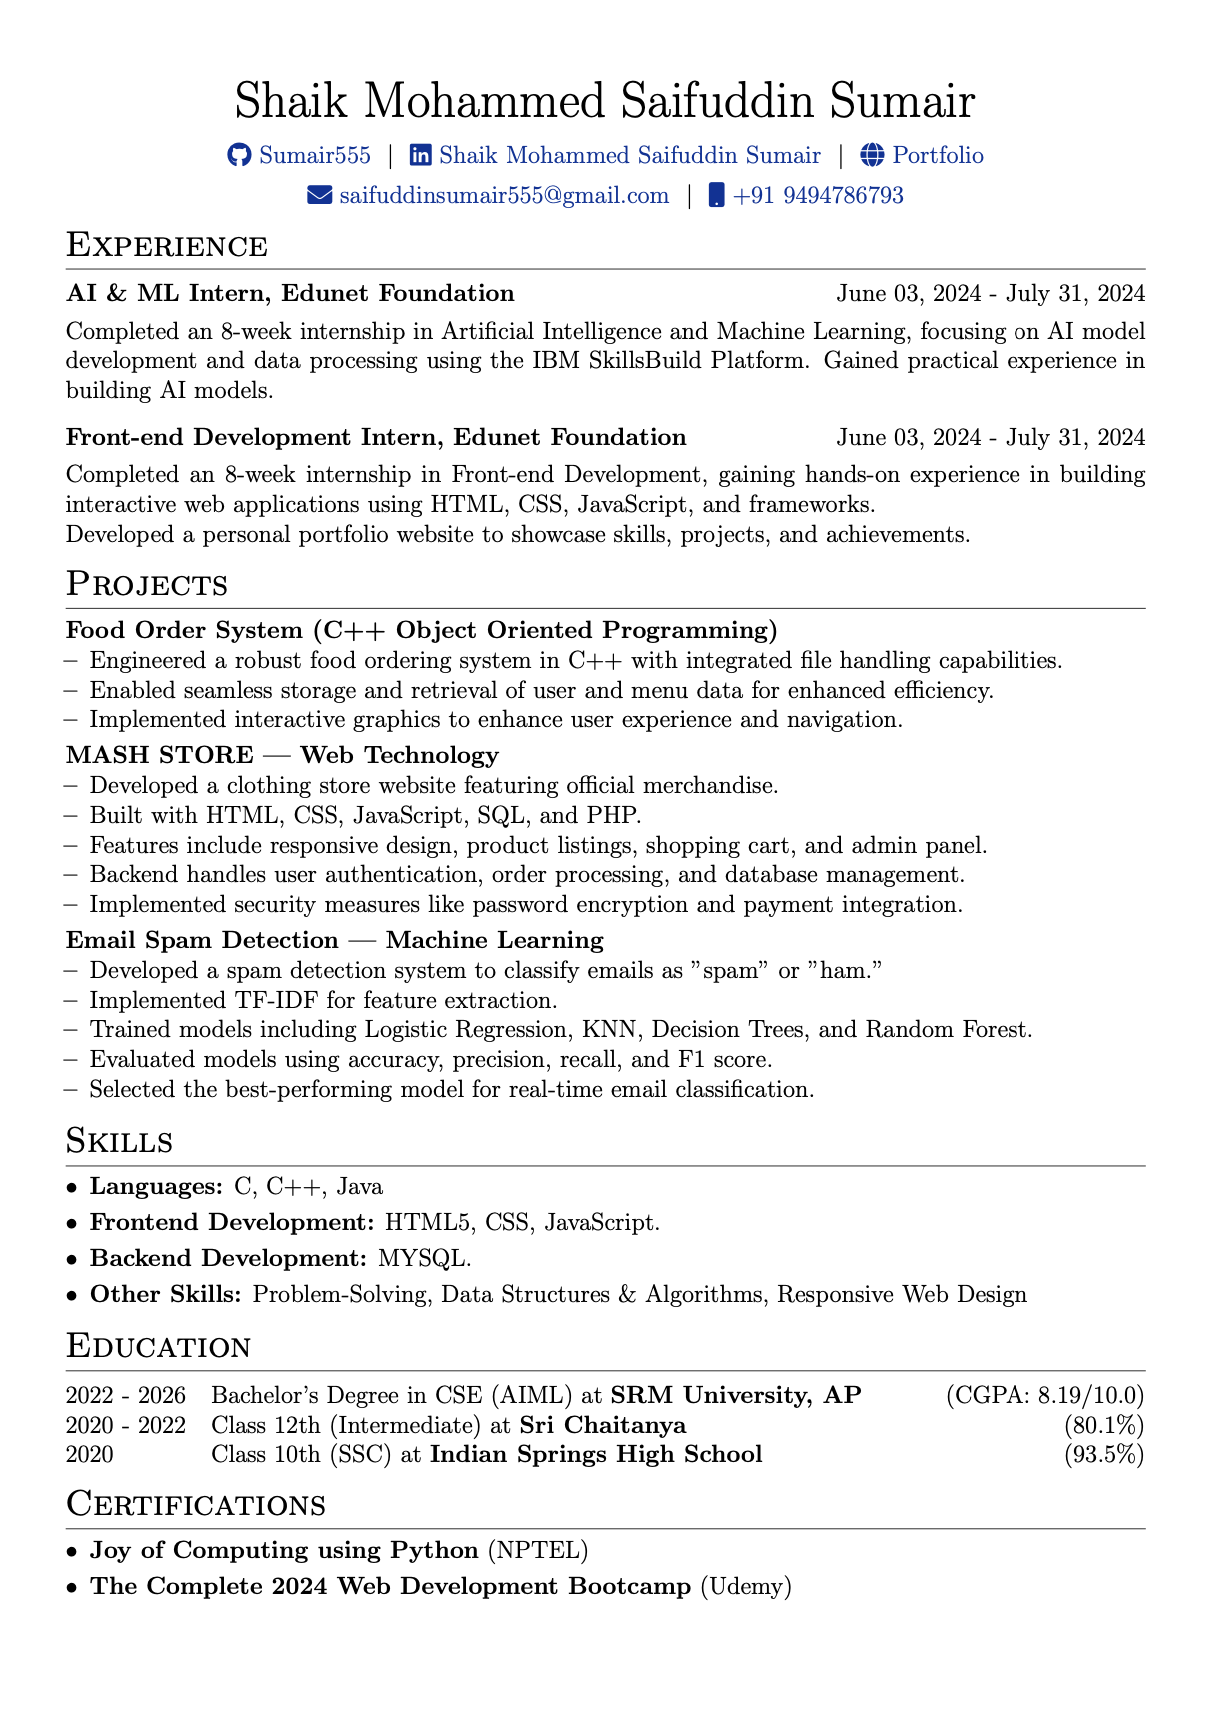 Shaik Mohammed Saifuddin Sumair
Sumair555 | Shaik Mohammed Saifuddin Sumair | Portfolio
saifuddinsumair555@gmail.com | +91 9494786793
EXPERIENCE
AI & ML Intern, Edunet Foundation June 03, 2024 - July 31, 2024
Completed an 8-week internship in Artificial Intelligence and Machine Learning, focusing on AI model
development and data processing using the IBM SkillsBuild Platform. Gained practical experience in
building AI models.
Front-end Development Intern, Edunet Foundation June 03, 2024 - July 31, 2024
Completed an 8-week internship in Front-end Development, gaining hands-on experience in building
interactive web applications using HTML, CSS, JavaScript, and frameworks.
Developed a personal portfolio website to showcase skills, projects, and achievements.
PROJECTS
Food Order System (C++ Object Oriented Programming)
– Engineered a robust food ordering system in C++ with integrated file handling capabilities.
– Enabled seamless storage and retrieval of user and menu data for enhanced efficiency.
– Implemented interactive graphics to enhance user experience and navigation.
MASH STORE — Web Technology
– Developed a clothing store website featuring official merchandise.
– Built with HTML, CSS, JavaScript, SQL, and PHP.
– Features include responsive design, product listings, shopping cart, and admin panel.
– Backend handles user authentication, order processing, and database management.
– Implemented security measures like password encryption and payment integration.
Email Spam Detection — Machine Learning
– Developed a spam detection system to classify emails as ”spam” or ”ham.”
– Implemented TF-IDF for feature extraction.
– Trained models including Logistic Regression, KNN, Decision Trees, and Random Forest.
– Evaluated models using accuracy, precision, recall, and F1 score.
– Selected the best-performing model for real-time email classification.
SKILLS
• Languages: C, C++, Java
• Frontend Development: HTML5, CSS, JavaScript.
• Backend Development: MYSQL.
• Other Skills: Problem-Solving, Data Structures & Algorithms, Responsive Web Design
EDUCATION
2022 - 2026 Bachelor’s Degree in CSE (AIML) at SRM University, AP (CGPA: 8.19/10.0)
2020 - 2022 Class 12th (Intermediate) at Sri Chaitanya (80.1%)
2020 Class 10th (SSC) at Indian Springs High School (93.5%)
CERTIFICATIONS
• Joy of Computing using Python (NPTEL)
• The Complete 2024 Web Development Bootcamp (Udemy)